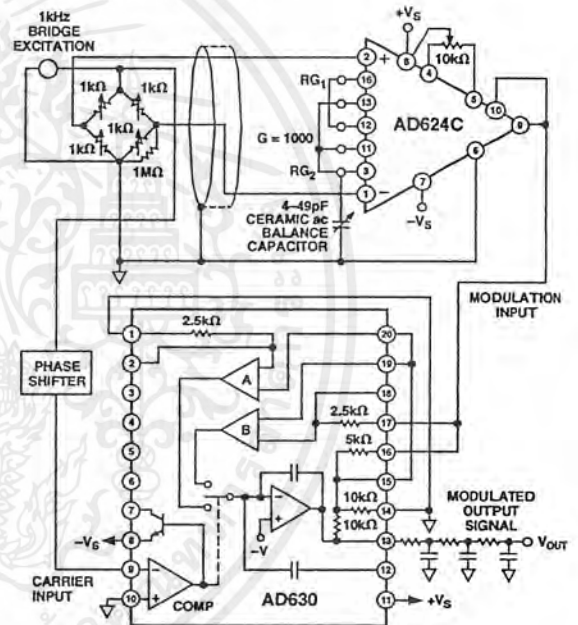 1kHz
BRIDGE
EXCITATION
1kΩ
1kΩ
1kΩ
1kΩ
1MΩ
+VS
10kΩ
2
+
6
4
5
10
9
RG1
16
13
12
AD624C
G = 1000
11
RG2
3
6
1
−
7
−VS
4–49pF
CERAMIC ac
BALANCE
CAPACITOR
MODULATION
INPUT
PHASE
SHIFTER
1
2.5kΩ
20
2
19
A
3
18
4
B
2.5kΩ
17
5
5kΩ
16
6
15
7
10kΩ
14
MODULATED
OUTPUT
SIGNAL
−VS
8
−
+
−V
10kΩ
13
VOUT
CARRIER
INPUT
9
−
12
10
+
COMP
AD630
11
+VS